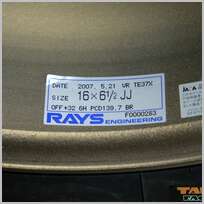 DATE 2007. 5.21 VR TE37X
SIZE 16×6½ JJ
OFF+32 6H PCD139.7 BR
F0000263
RAYS ENGINEERING